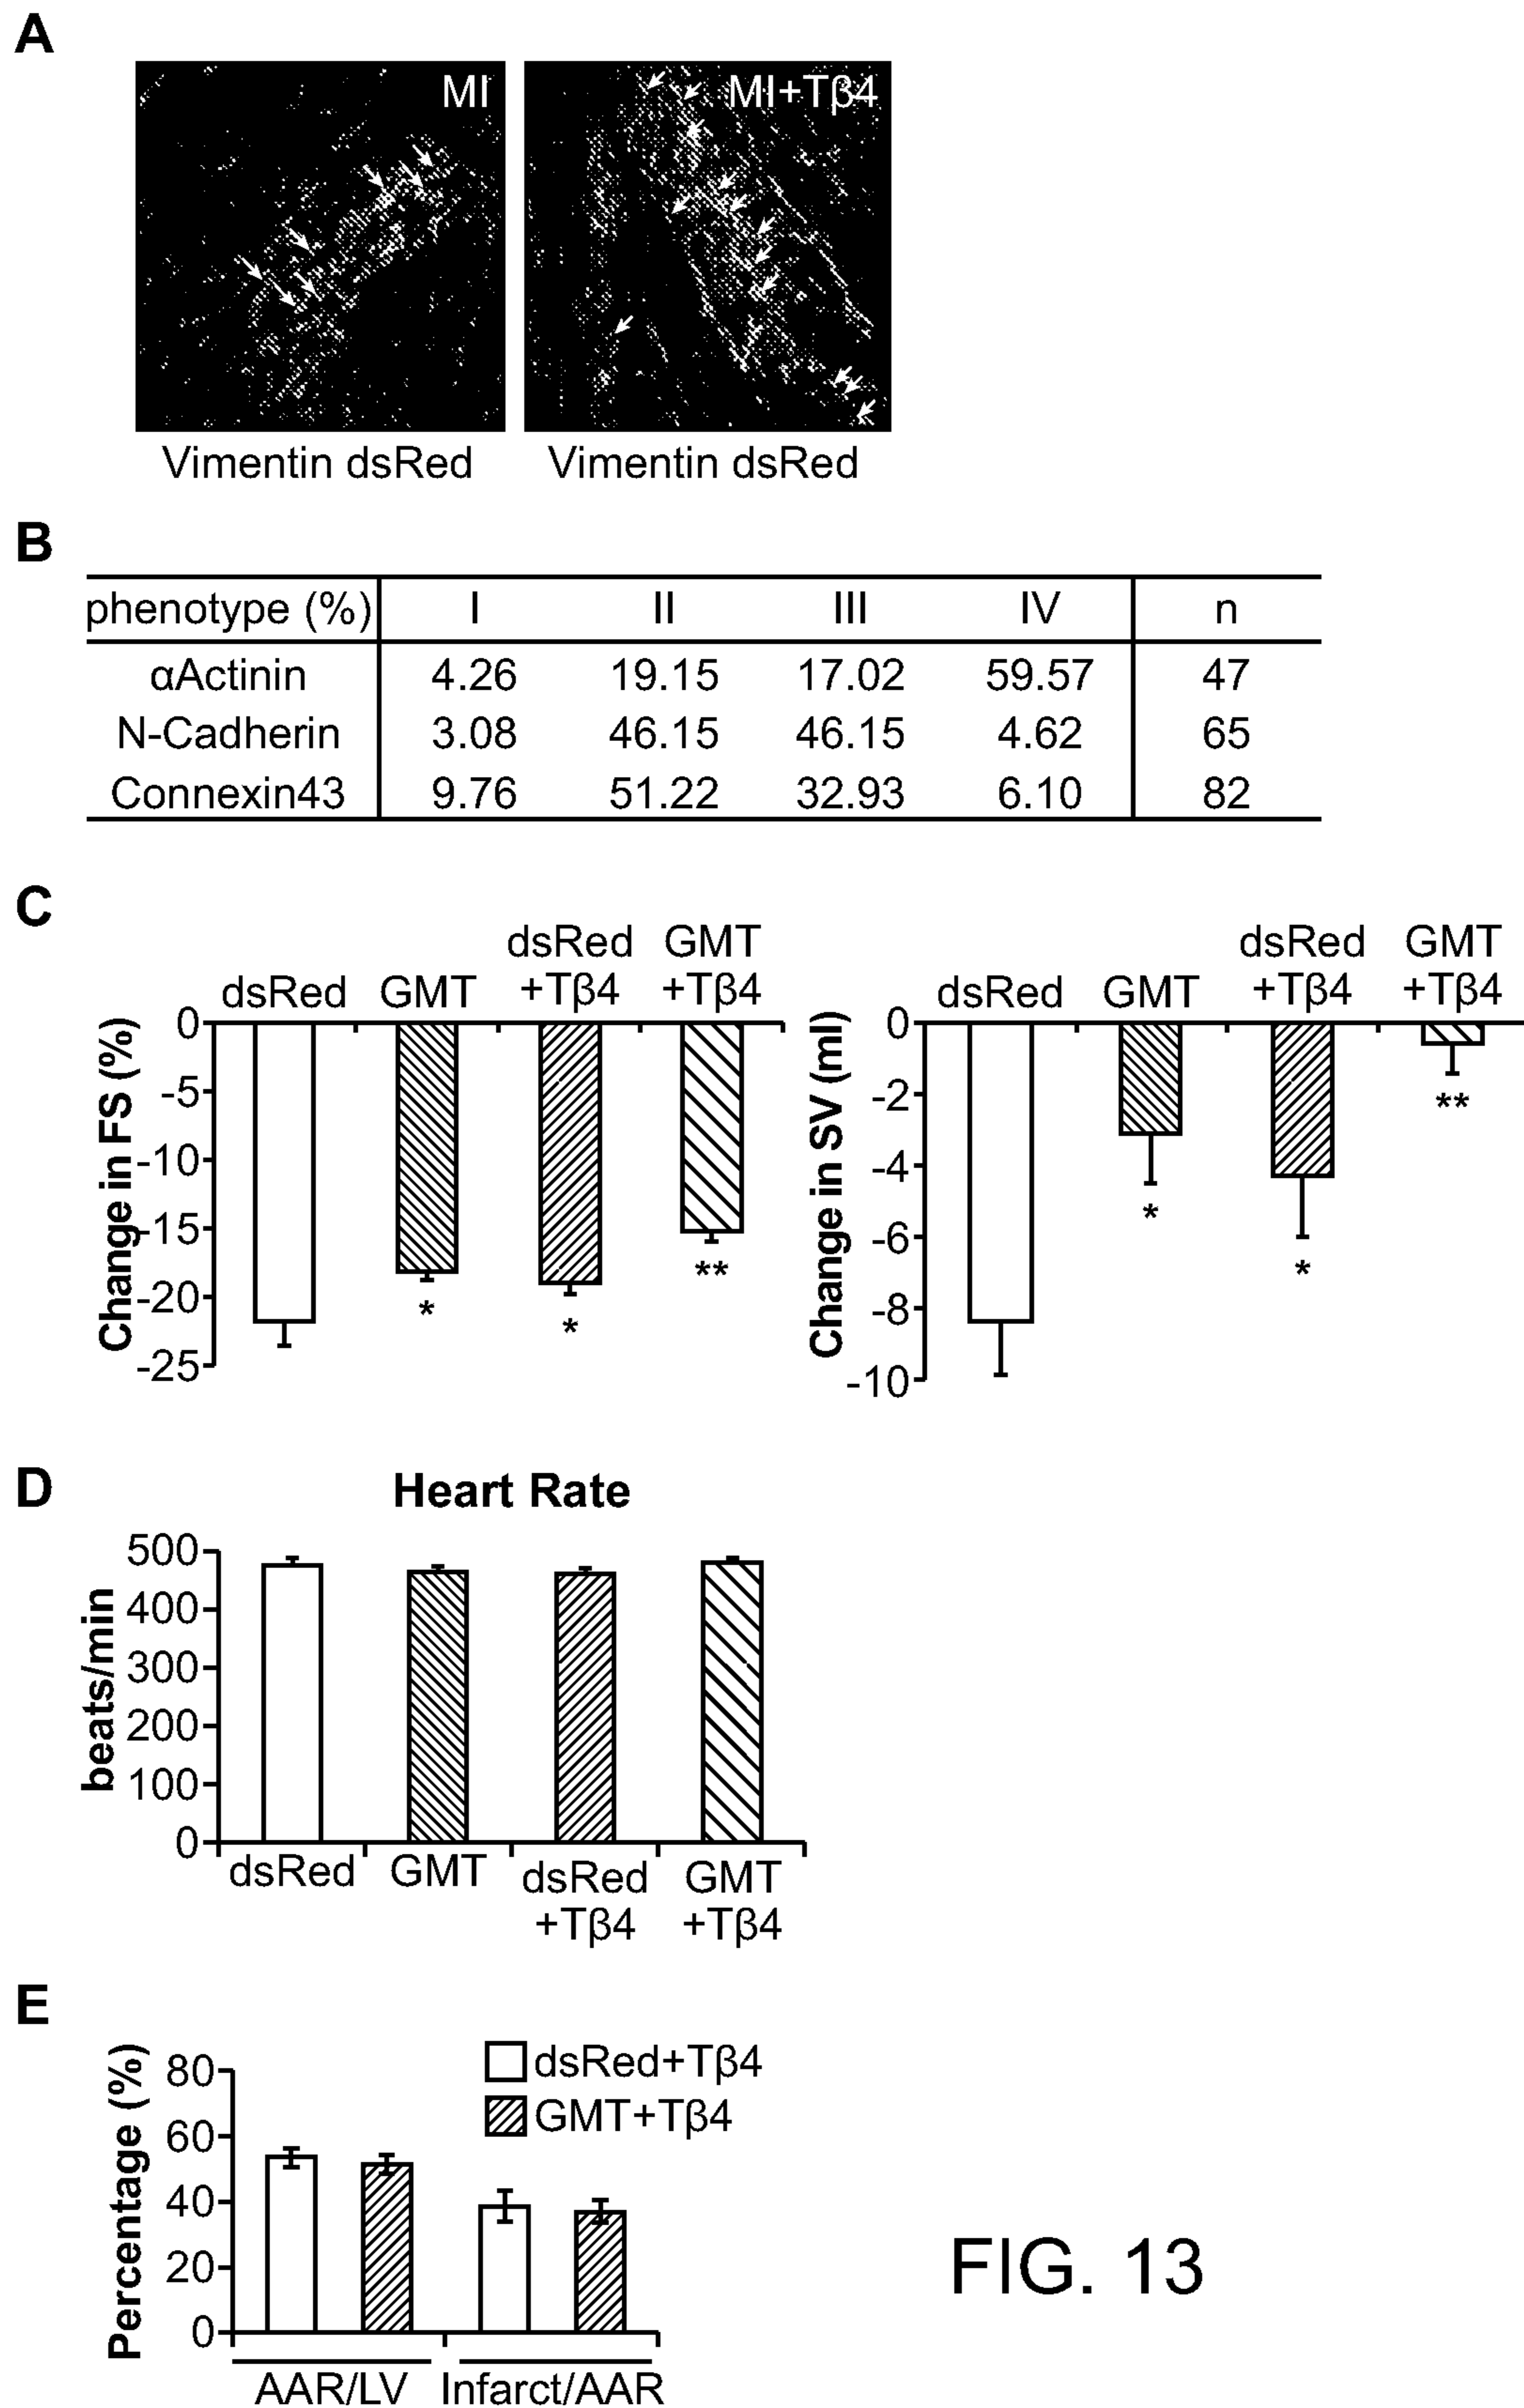 A
MI
MI+Tβ4
Vimentin dsRed
Vimentin dsRed
B
phenotype (%) I II III IV n
αActinin 4.26 19.15 17.02 59.57 47
N-Cadherin 3.08 46.15 46.15 4.62 65
Connexin43 9.76 51.22 32.93 6.10 82
C
dsRed GMT dsRed +Tβ4 GMT +Tβ4
Change in FS (%)
0
-5
-10
-15
-20
-25
*
*
**
dsRed GMT dsRed +Tβ4 GMT +Tβ4
Change in SV (ml)
0
-2
-4
-6
-8
-10
*
*
**
D
Heart Rate
beats/min
500
400
300
200
100
0
dsRed GMT dsRed +Tβ4 GMT +Tβ4
E
Percentage (%)
80
60
40
20
0
dsRed+Tβ4
GMT+Tβ4
AAR/LV Infarct/AAR
FIG. 13